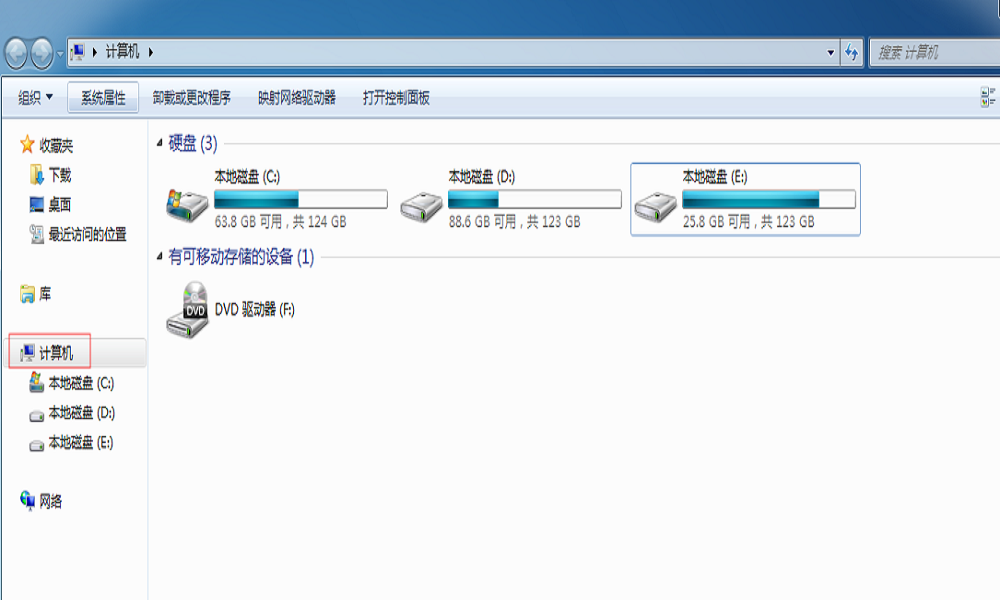 计算机
搜索 计算机
组织 系统属性 卸载或更改程序 映射网络驱动器 打开控制面板
收藏夹
下载
桌面
最近访问的位置
库
计算机
本地磁盘 (C:)
本地磁盘 (D:)
本地磁盘 (E:)
网络
硬盘 (3)
本地磁盘 (C:)
63.8 GB 可用 , 共 124 GB
本地磁盘 (D:)
88.6 GB 可用 , 共 123 GB
本地磁盘 (E:)
25.8 GB 可用 , 共 123 GB
有可移动存储的设备 (1)
DVD
DVD 驱动器 (F:)